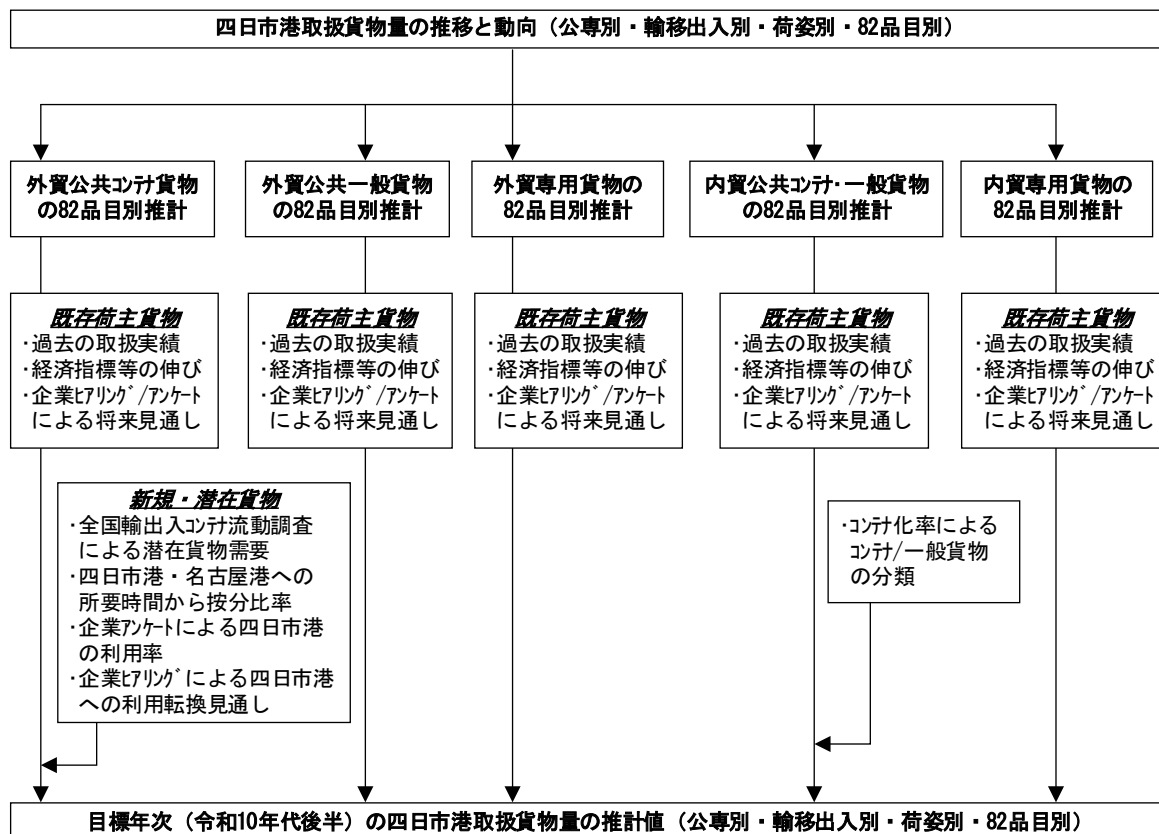 四日市港取扱貨物量の推移と動向（公専別・輸移出入別・荷姿別・82品目別）
外貿公共ｺﾝﾃﾅ貨物
の82品目別推計
外貿公共一般貨物
の82品目別推計
外貿専用貨物の
82品目別推計
内貿公共ｺﾝﾃﾅ・一般貨物
の82品目別推計
内貿専用貨物の
82品目別推計
既存荷主貨物
・過去の取扱実績
・経済指標等の伸び
・企業ﾋｱﾘﾝｸﾞ/ｱﾝｹｰﾄ
による将来見通し
既存荷主貨物
・過去の取扱実績
・経済指標等の伸び
・企業ﾋｱﾘﾝｸﾞ/ｱﾝｹｰﾄ
による将来見通し
既存荷主貨物
・過去の取扱実績
・経済指標等の伸び
・企業ﾋｱﾘﾝｸﾞ/ｱﾝｹｰﾄ
による将来見通し
既存荷主貨物
・過去の取扱実績
・経済指標等の伸び
・企業ﾋｱﾘﾝｸﾞ/ｱﾝｹｰﾄ
による将来見通し
既存荷主貨物
・過去の取扱実績
・経済指標等の伸び
・企業ﾋｱﾘﾝｸﾞ/ｱﾝｹｰﾄ
による将来見通し
新規・潜在貨物
・全国輸出入ｺﾝﾃﾅ流動調査
による潜在貨物需要
・四日市港・名古屋港への
所要時間から按分比率
・企業ｱﾝｹｰﾄによる四日市港
の利用率
・企業ﾋｱﾘﾝｸﾞによる四日市港
への利用転換見通し
・ｺﾝﾃﾅ化率による
ｺﾝﾃﾅ/一般貨物
の分類
目標年次（令和10年代後半）の四日市港取扱貨物量の推計値（公専別・輸移出入別・荷姿別・82品目別）